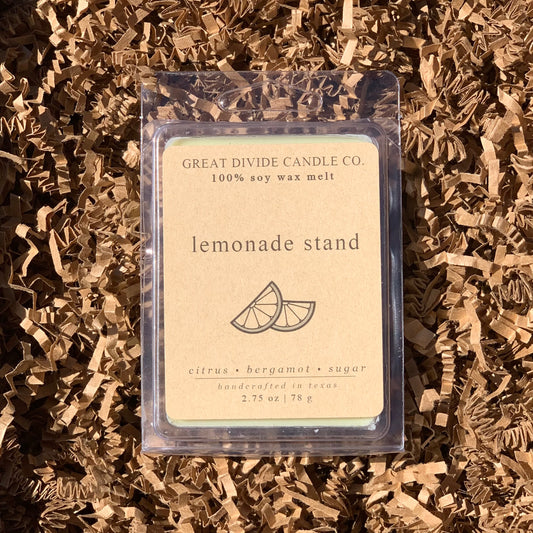 GREAT DIVIDE CANDLE CO.
100% soy wax melt
lemonade stand
citrus • bergamot • sugar
handcrafted in texas
2.75 oz | 78 g